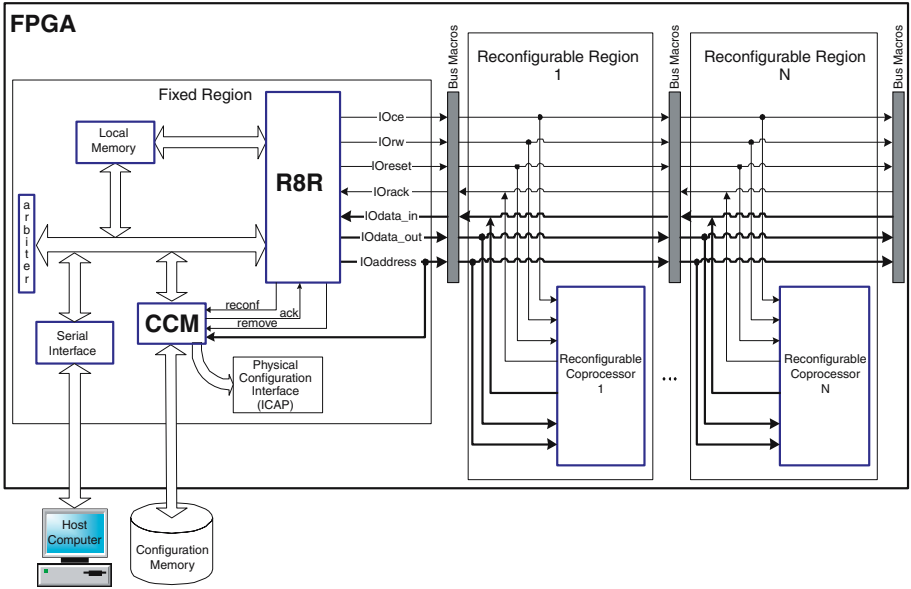 FPGA
Bus Macros
Reconfigurable Region
1
Bus Macros
Reconfigurable Region
N
Bus Macros
Fixed Region
Local
Memory
R8R
IOce
IOrw
IOreset
IOrack
IOdata_in
IOdata_out
IOaddress
arbiter
reconf
ack
remove
CCM
Serial
Interface
Physical
Configuration
Interface
(ICAP)
Reconfigurable
Coprocessor
1
...
Reconfigurable
Coprocessor
N
Host
Computer
Configuration
Memory